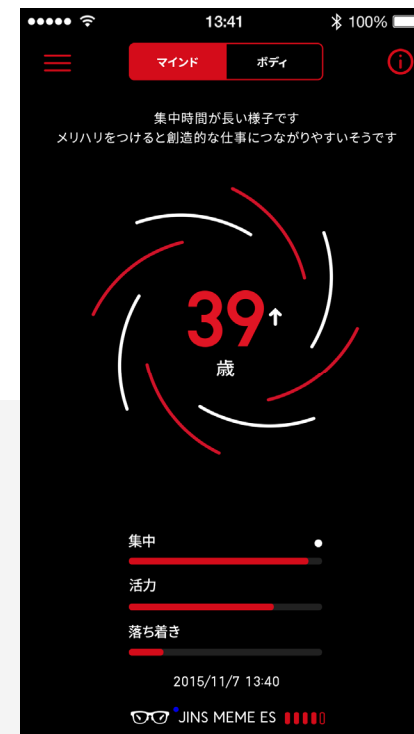 13:41
100%
マインド
ボディ
集中時間が長い様子です
メリハリをつけると創造的な仕事につながりやすいそうです
39
歳
集中
活力
落ち着き
2015/11/7 13:40
JINS MEME ES